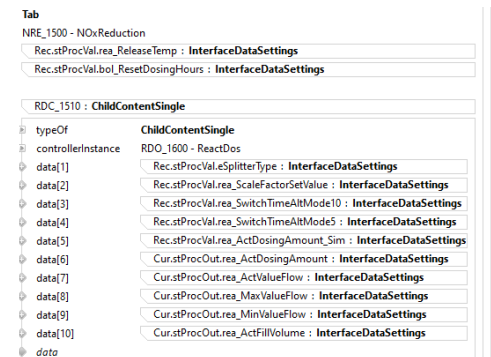 Tab
NRE_1500 - NOxReduction
Rec.stProcVal.rea_ReleaseTemp : InterfaceDataSettings
Rec.stProcVal.bol_ResetDosingHours : InterfaceDataSettings
RDC_1510 : ChildContentSingle
typeOf ChildContentSingle
controllerInstance RDO_1600 - ReactDos
data[1] Rec.stProcVal.eSplitterType : InterfaceDataSettings
data[2] Rec.stProcVal.rea_ScaleFactorSetValue : InterfaceDataSettings
data[3] Rec.stProcVal.rea_SwitchTimeAltMode10 : InterfaceDataSettings
data[4] Rec.stProcVal.rea_SwitchTimeAltMode5 : InterfaceDataSettings
data[5] Rec.stProcVal.rea_ActDosingAmount_Sim : InterfaceDataSettings
data[6] Cur.stProcOut.rea_ActDosingAmount : InterfaceDataSettings
data[7] Cur.stProcOut.rea_ActValueFlow : InterfaceDataSettings
data[8] Cur.stProcOut.rea_MaxValueFlow : InterfaceDataSettings
data[9] Cur.stProcOut.rea_MinValueFlow : InterfaceDataSettings
data[10] Cur.stProcOut.rea_ActFillVolume : InterfaceDataSettings
data